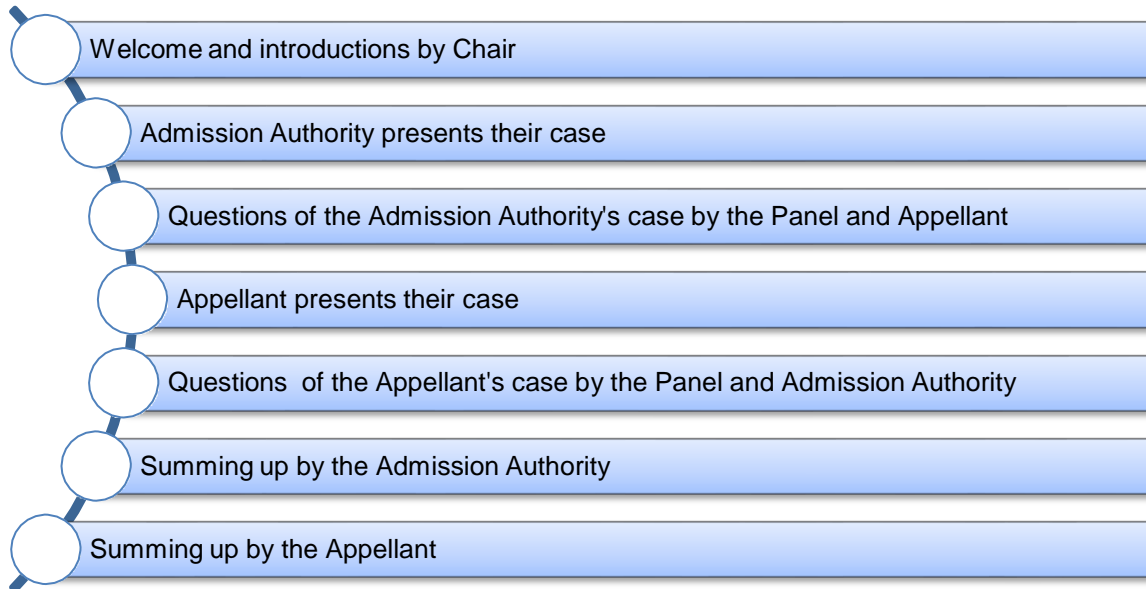 Welcome and introductions by Chair
Admission Authority presents their case
Questions of the Admission Authority's case by the Panel and Appellant
Appellant presents their case
Questions  of the Appellant's case by the Panel and Admission Authority
Summing up by the Admission Authority
Summing up by the Appellant